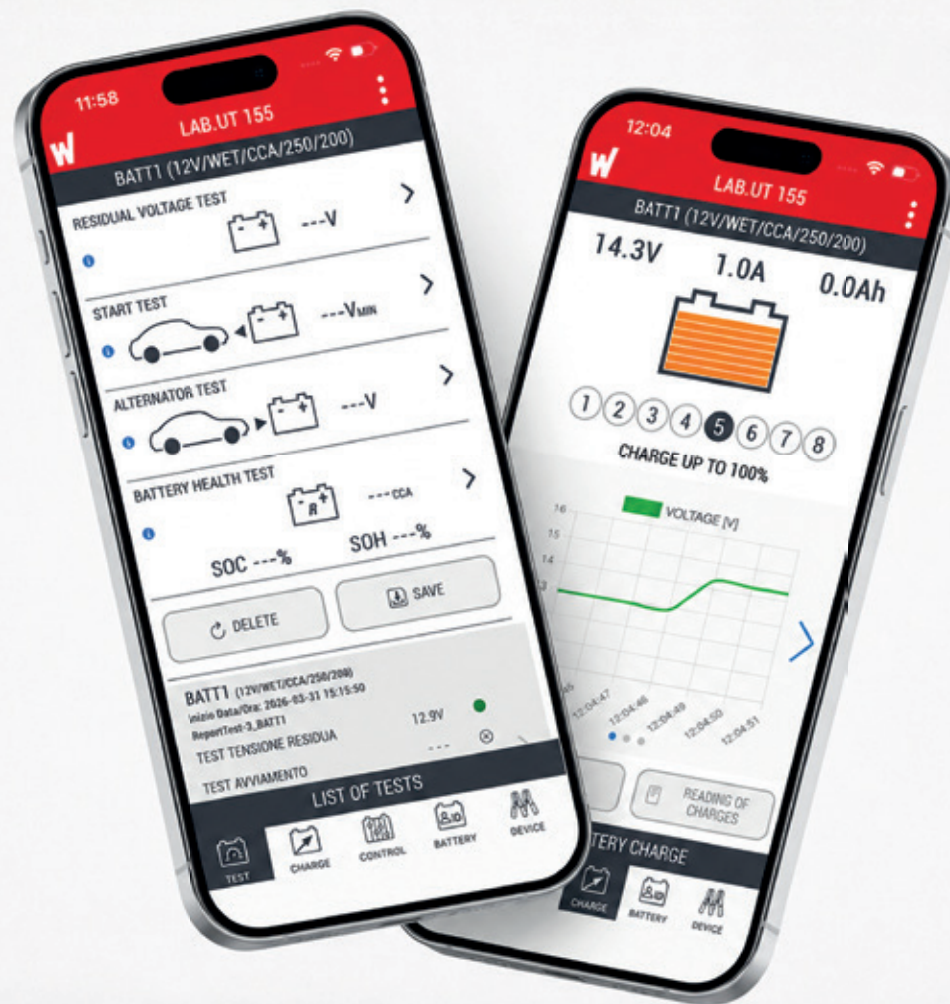 11:58
W
LAB.UT 155
BATT1 (12V/WET/CCA/250/200)
RESIDUAL VOLTAGE TEST
---V
START TEST
---VMIN
ALTERNATOR TEST
---V
BATTERY HEALTH TEST
R
---CCA
SOC ---%
SOH ---%
DELETE
SAVE
BATT1 (12V/WET/CCA/250/200)
Inizio Data/Ora: 2026-03-31 15:15:50
ReportTest-3_BATT1
TEST TENSIONE RESIDUA
12.9V
TEST AVVIAMENTO
---
LIST OF TESTS
TEST
CHARGE
CONTROL
BATTERY
DEVICE
12:04
W
LAB.UT 155
BATT1 (12V/WET/CCA/250/200)
14.3V
1.0A
0.0Ah
1 2 3 4 5 6 7 8
CHARGE UP TO 100%
VOLTAGE [V]
16
15
14
3
45
12:04:47
12:04:48
12:04:49
12:04:50
12:04:51
READING OF
CHARGES
TERY CHARGE
CHARGE
BATTERY
DEVICE